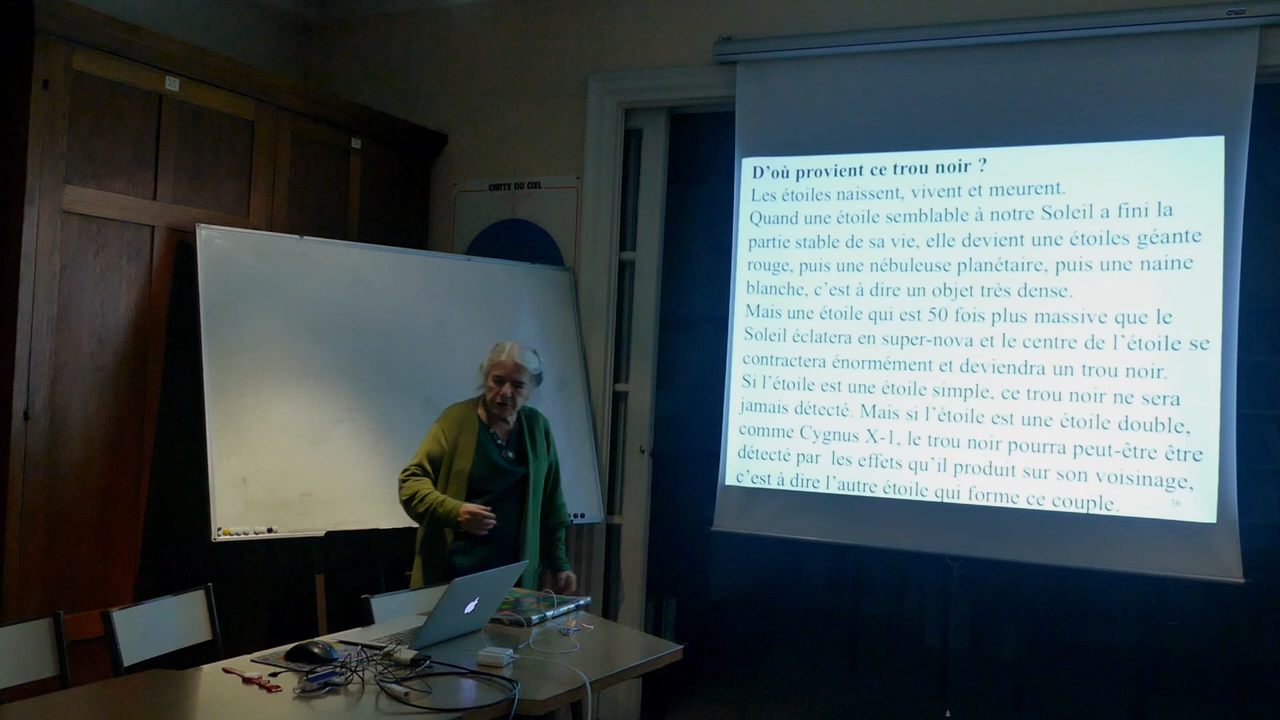 CARTE DU CIEL
D'où provient ce trou noir ?
Les étoiles naissent, vivent et meurent.
Quand une étoile semblable à notre Soleil a fini la
partie stable de sa vie, elle devient une étoiles géante
rouge, puis une nébuleuse planétaire, puis une naine
blanche, c'est à dire un objet très dense.
Mais une étoile qui est 50 fois plus massive que le
Soleil éclatera en super-nova et le centre de l'étoile se
contractera énormément et deviendra un trou noir.
Si l'étoile est une étoile simple, ce trou noir ne sera
jamais détecté. Mais si l'étoile est une étoile double,
comme Cygnus X-1, le trou noir pourra peut-être être
détecté par les effets qu'il produit sur son voisinage,
c'est à dire l'autre étoile qui forme ce couple.